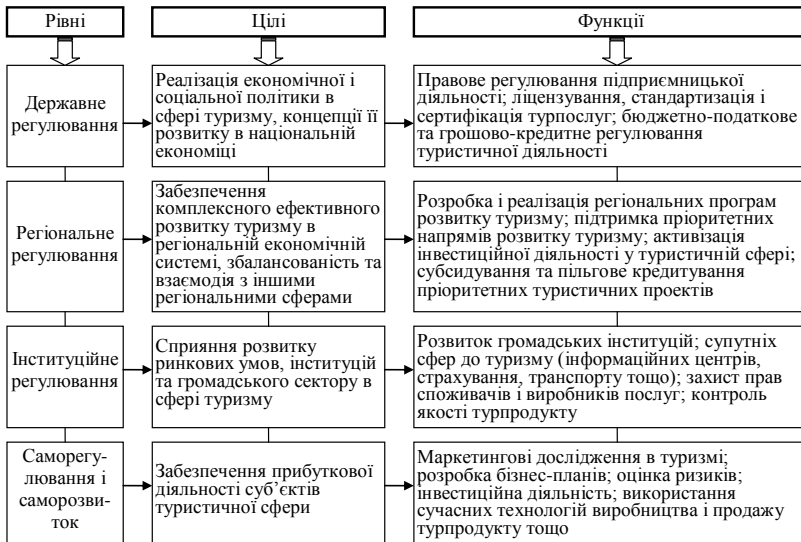 Рівні
Цілі
Функції
Державне
регулювання
Реалізація економічної і
соціальної політики в
сфері туризму, концепції її
розвитку в національній
економіці
Правове регулювання підприємницької
діяльності; ліцензування, стандартизація і
сертифікація турпослуг; бюджетно-податкове
та грошово-кредитне регулювання
туристичної діяльності
Регіональне
регулювання
Забезпечення
комплексного ефективного
розвитку туризму в
регіональній економічній
системі, збалансованість та
взаємодія з іншими
регіональними сферами
Розробка і реалізація регіональних програм
розвитку туризму; підтримка пріоритетних
напрямів розвитку туризму; активізація
інвестиційної діяльності у туристичній сфері;
субсидування та пільгове кредитування
пріоритетних туристичних проектів
Інституційне
регулювання
Сприяння розвитку
ринкових умов, інституцій
та громадського сектору в
сфері туризму
Розвиток громадських інституцій; супутніх
сфер до туризму (інформаційних центрів,
страхування, транспорту тощо); захист прав
споживачів і виробників послуг; контроль
якості турпродукту
Саморегу-
лювання і
саморозви-
ток
Забезпечення прибуткової
діяльності суб’єктів
туристичної сфери
Маркетингові дослідження в туризмі;
розробка бізнес-планів; оцінка ризиків;
інвестиційна діяльність; використання
сучасних технологій виробництва і продажу
турпродукту тощо